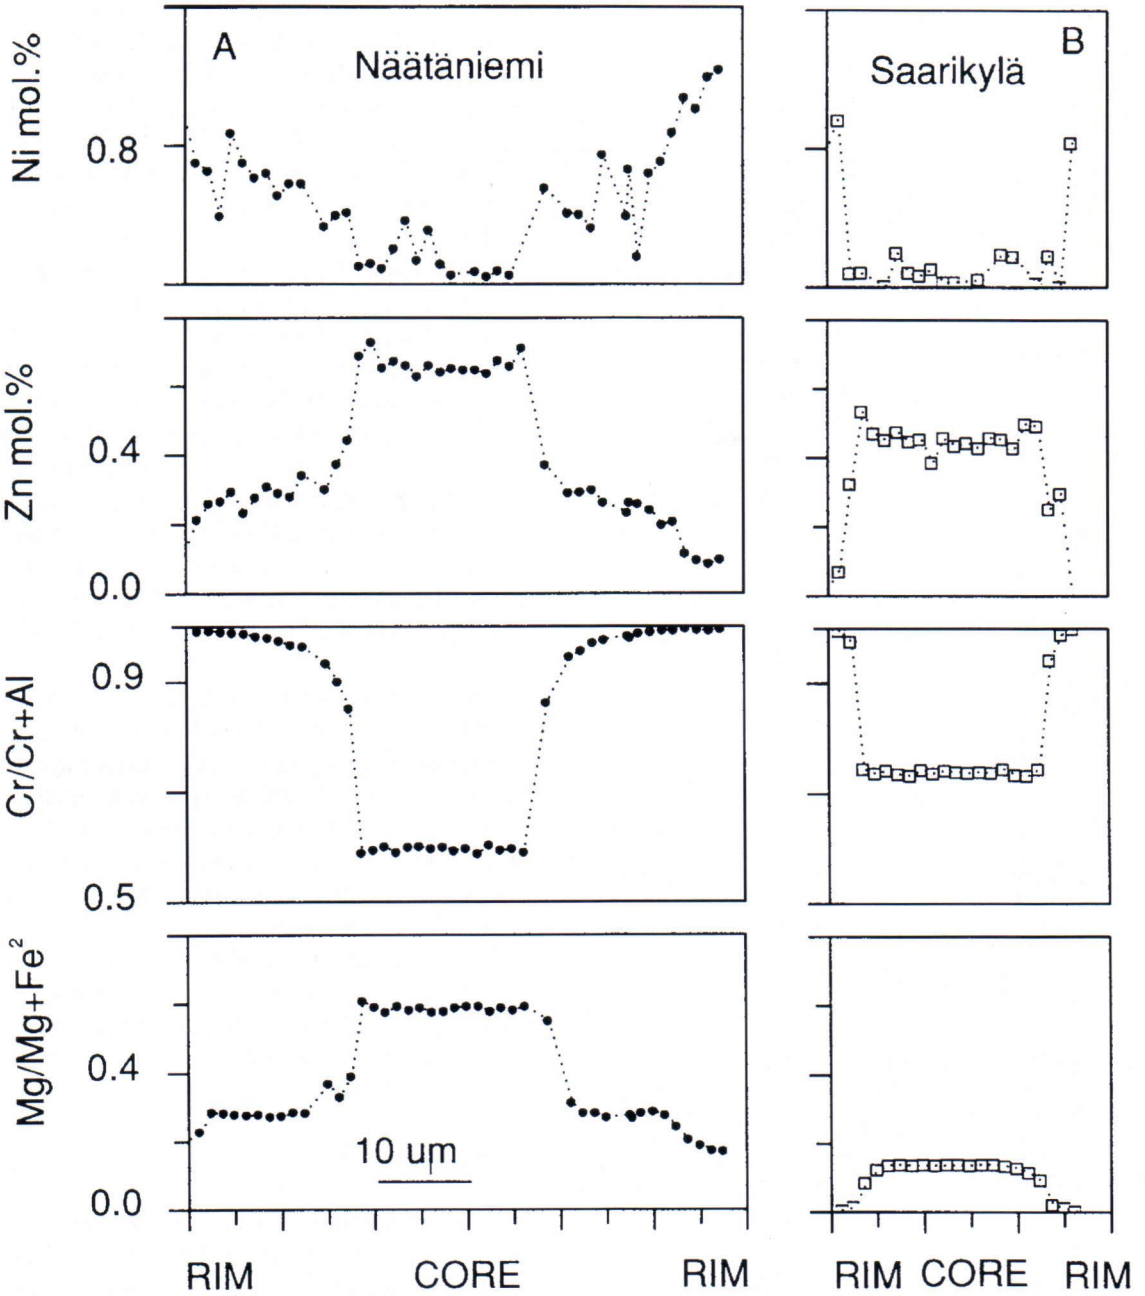 A
Näätäniemi
B
Saarikylä
Ni mol.%
0.8
Zn mol.%
0.4
0.0
Cr/Cr+Al
0.9
0.5
Mg/Mg+Fe²
0.4
0.0
10 um
RIM CORE RIM
RIM CORE RIM